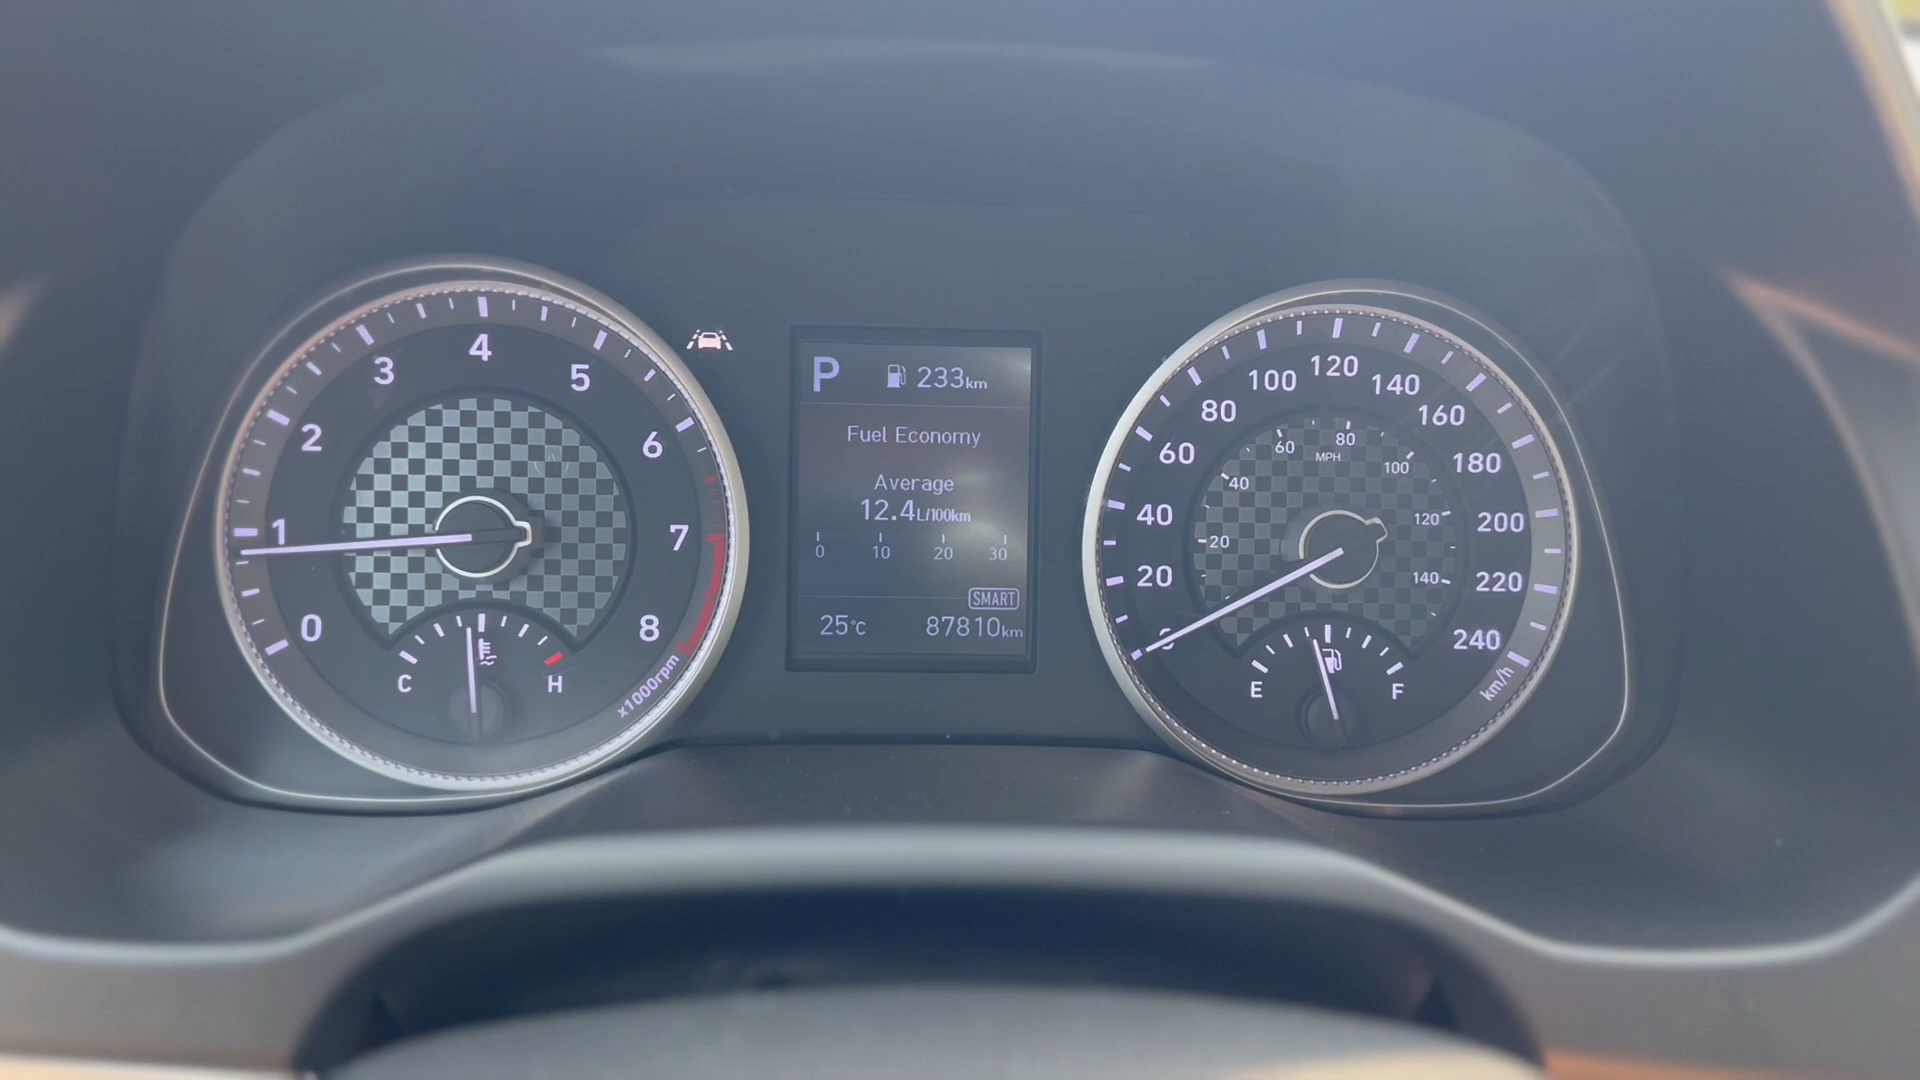 0
1
2
3
4
5
6
7
8
x1000rpm
C
H
P
233km
Fuel Economy
Average
12.4L/100km
0 10 20 30
SMART
25°C 87810km
20
40
60
80
100
120
140
160
180
200
220
240
km/h
20
40
60
80
100
120
140
MPH
E
F